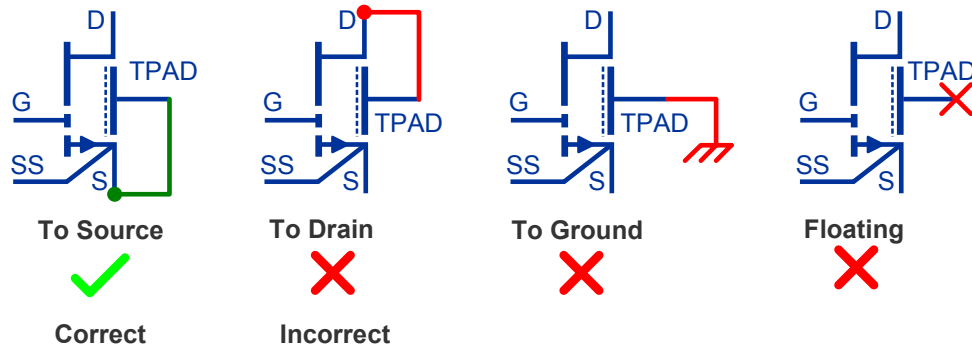 D
TPAD
G
SS
S
To Source
Correct
D
TPAD
G
SS
S
To Drain
Incorrect
D
TPAD
G
SS
S
To Ground
D
TPAD
G
SS
S
Floating